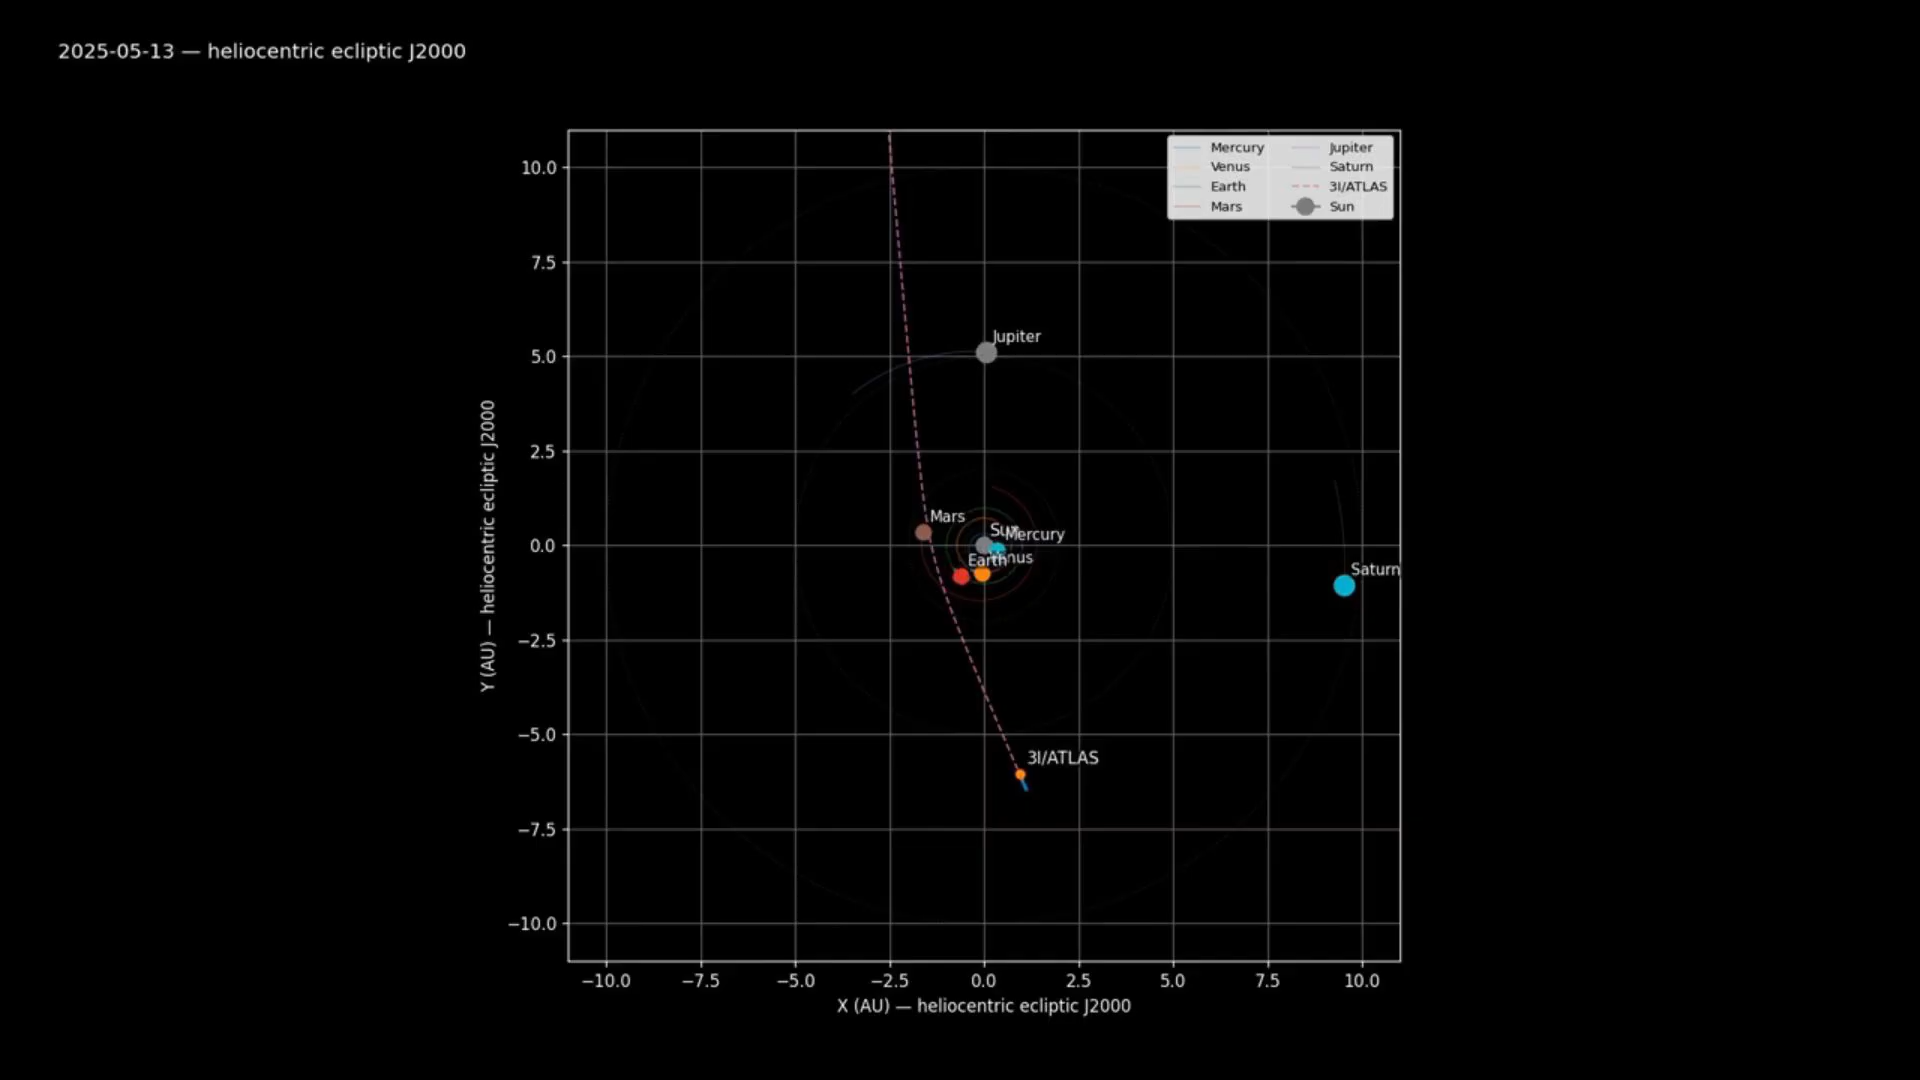 2025-05-13 — heliocentric ecliptic J2000
Mercury
Venus
Earth
Mars
Jupiter
Saturn
3I/ATLAS
Sun
10.0
7.5
5.0
2.5
0.0
−2.5
−5.0
−7.5
−10.0
Y (AU) — heliocentric ecliptic J2000
Jupiter
Mars
Sun
Mercury
Earth
Venus
Saturn
3I/ATLAS
−10.0 −7.5 −5.0 −2.5 0.0 2.5 5.0 7.5 10.0
X (AU) — heliocentric ecliptic J2000